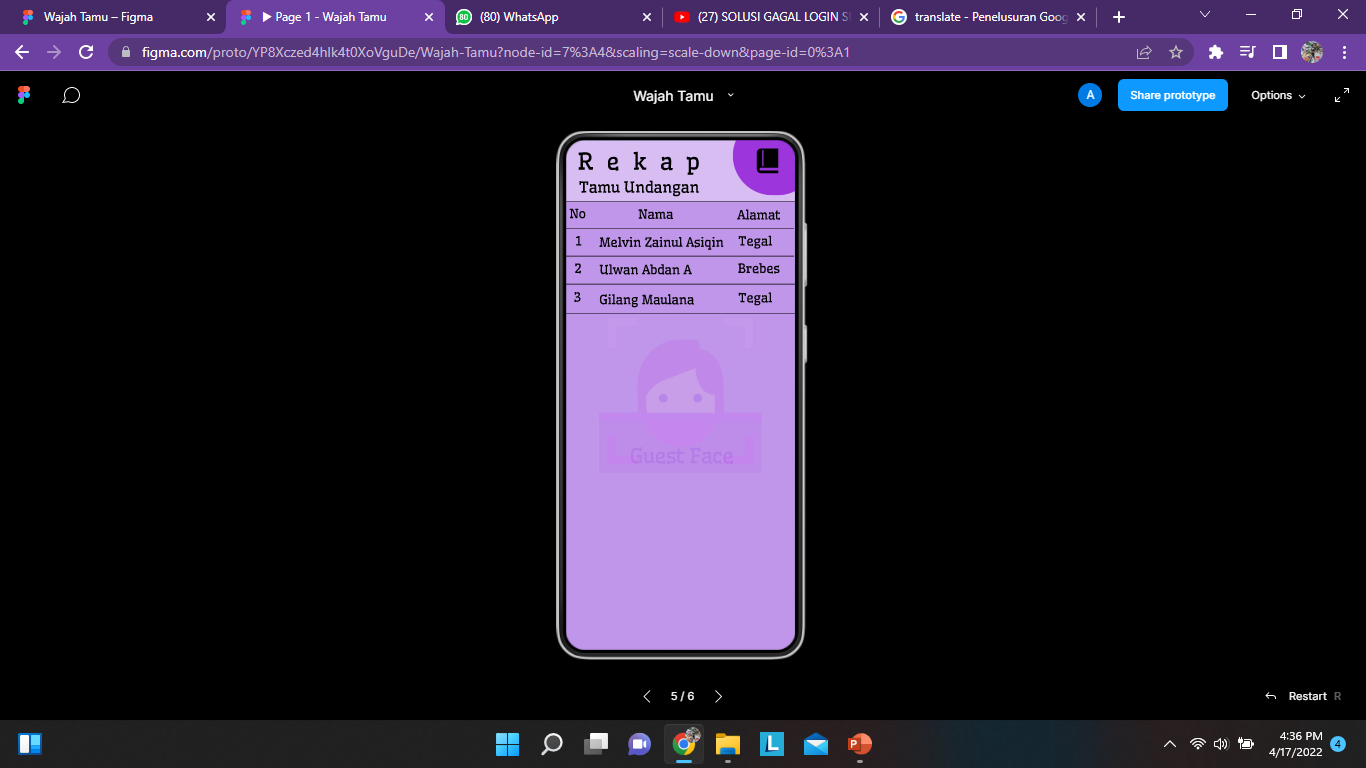 Wajah Tamu – Figma
Page 1 - Wajah Tamu
(80) WhatsApp
(27) SOLUSI GAGAL LOGIN
translate - Penelusuran Goog
figma.com/proto/YP8Xczed4hIk4t0XoVguDe/Wajah-Tamu?node-id=7%3A4&scaling=scale-down&page-id=0%3A1
Wajah Tamu
A
Share prototype
Options
Rekap
Tamu Undangan
No Nama Alamat
1 Melvin Zainul Asiqin Tegal
2 Ulwan Abdan A Brebes
3 Gilang Maulana Tegal
Guest Face
5 / 6
Restart R
4:36 PM
4/17/2022
4